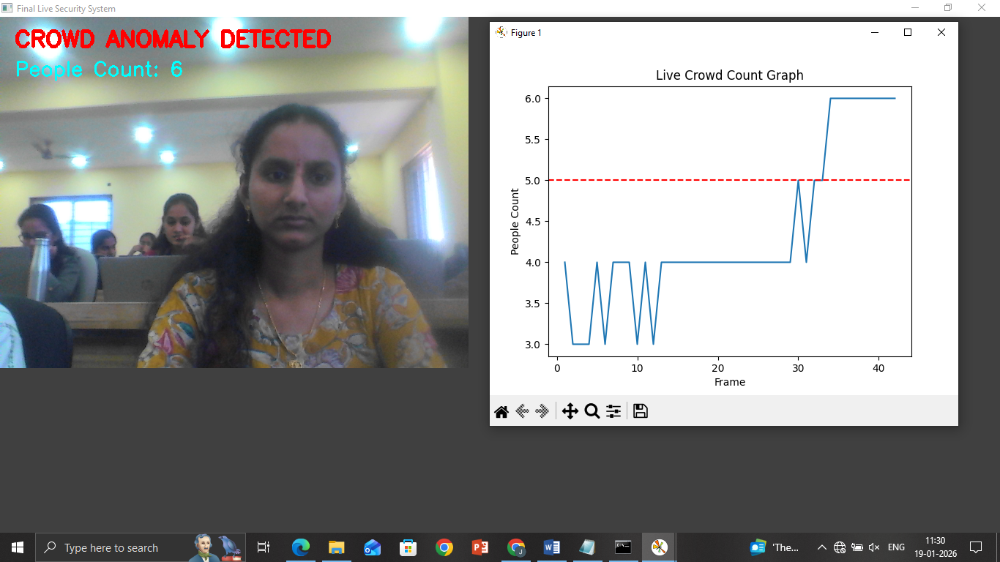 Final Live Security System
CROWD ANOMALY DETECTED
People Count: 6
Figure 1
Live Crowd Count Graph
6.0
5.5
5.0
4.5
4.0
3.5
3.0
People Count
0 10 20 30 40
Frame
Type here to search
'The...
ENG
11:30
19-01-2026